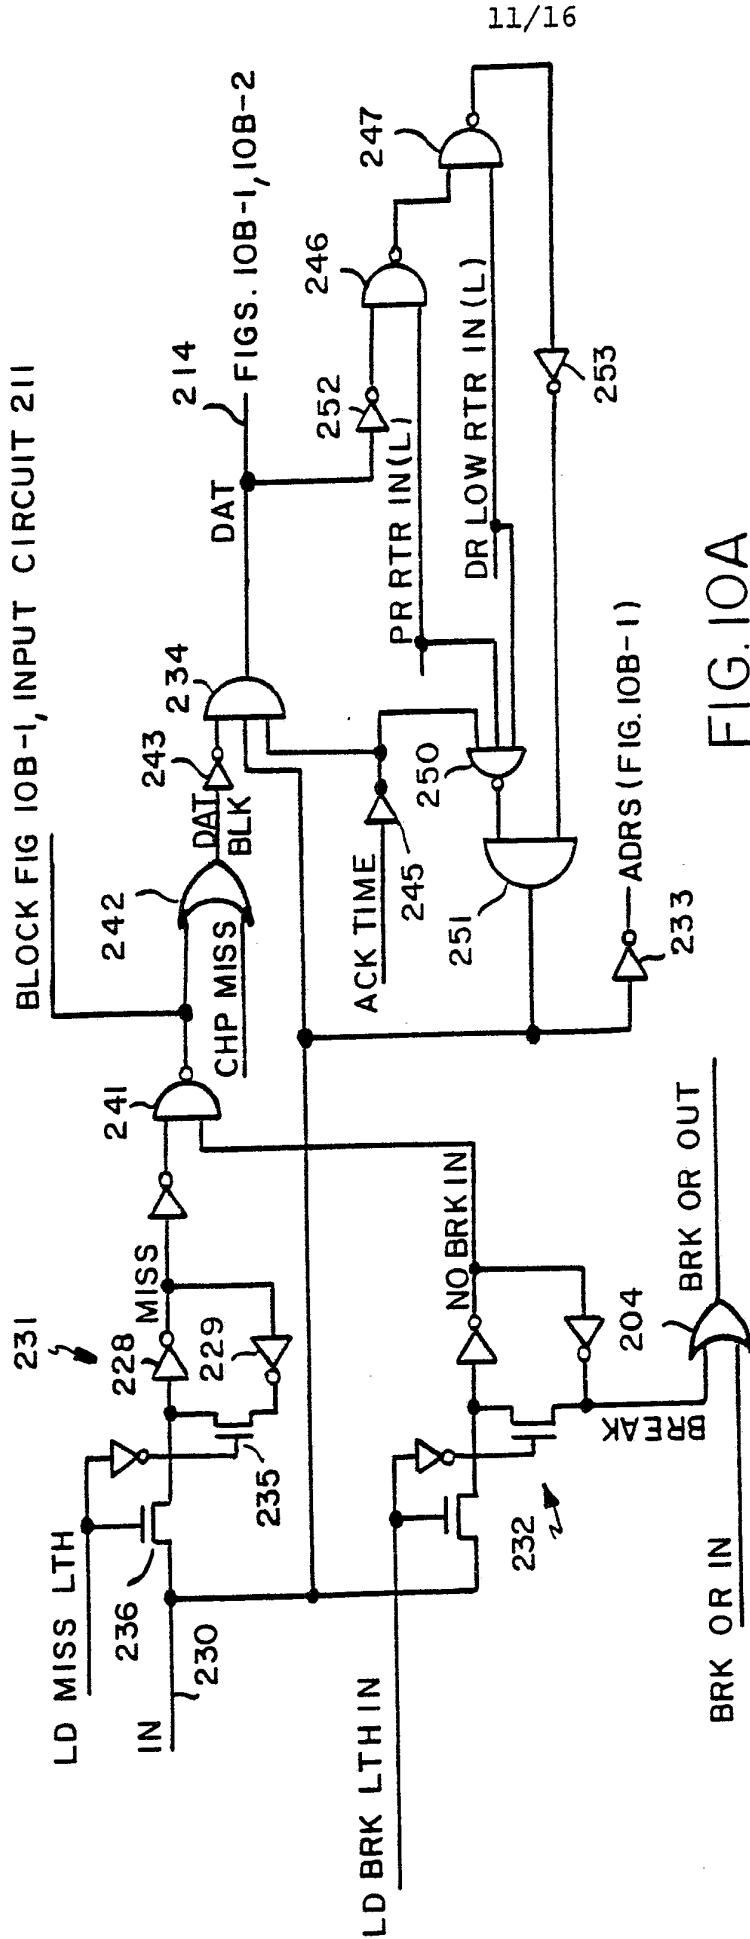 11/16
BLOCK FIG 10B-1, INPUT CIRCUIT 211
231
LD MISS LTH
236
IN
230
235
228
229
MISS
241
242
CHP MISS
DAT
BLK
243
234
DAT
214
FIGS. 10B-1, 10B-2
ACK TIME
245
252
246
247
PR RTR IN(L)
DR LOW RTR IN(L)
250
251
253
233
ADRS (FIG. 10B-1)
LD BRK LTH IN
232
NO BRK IN
BREAK
204
BRK OR IN
BRK OR OUT
FIG. 10A